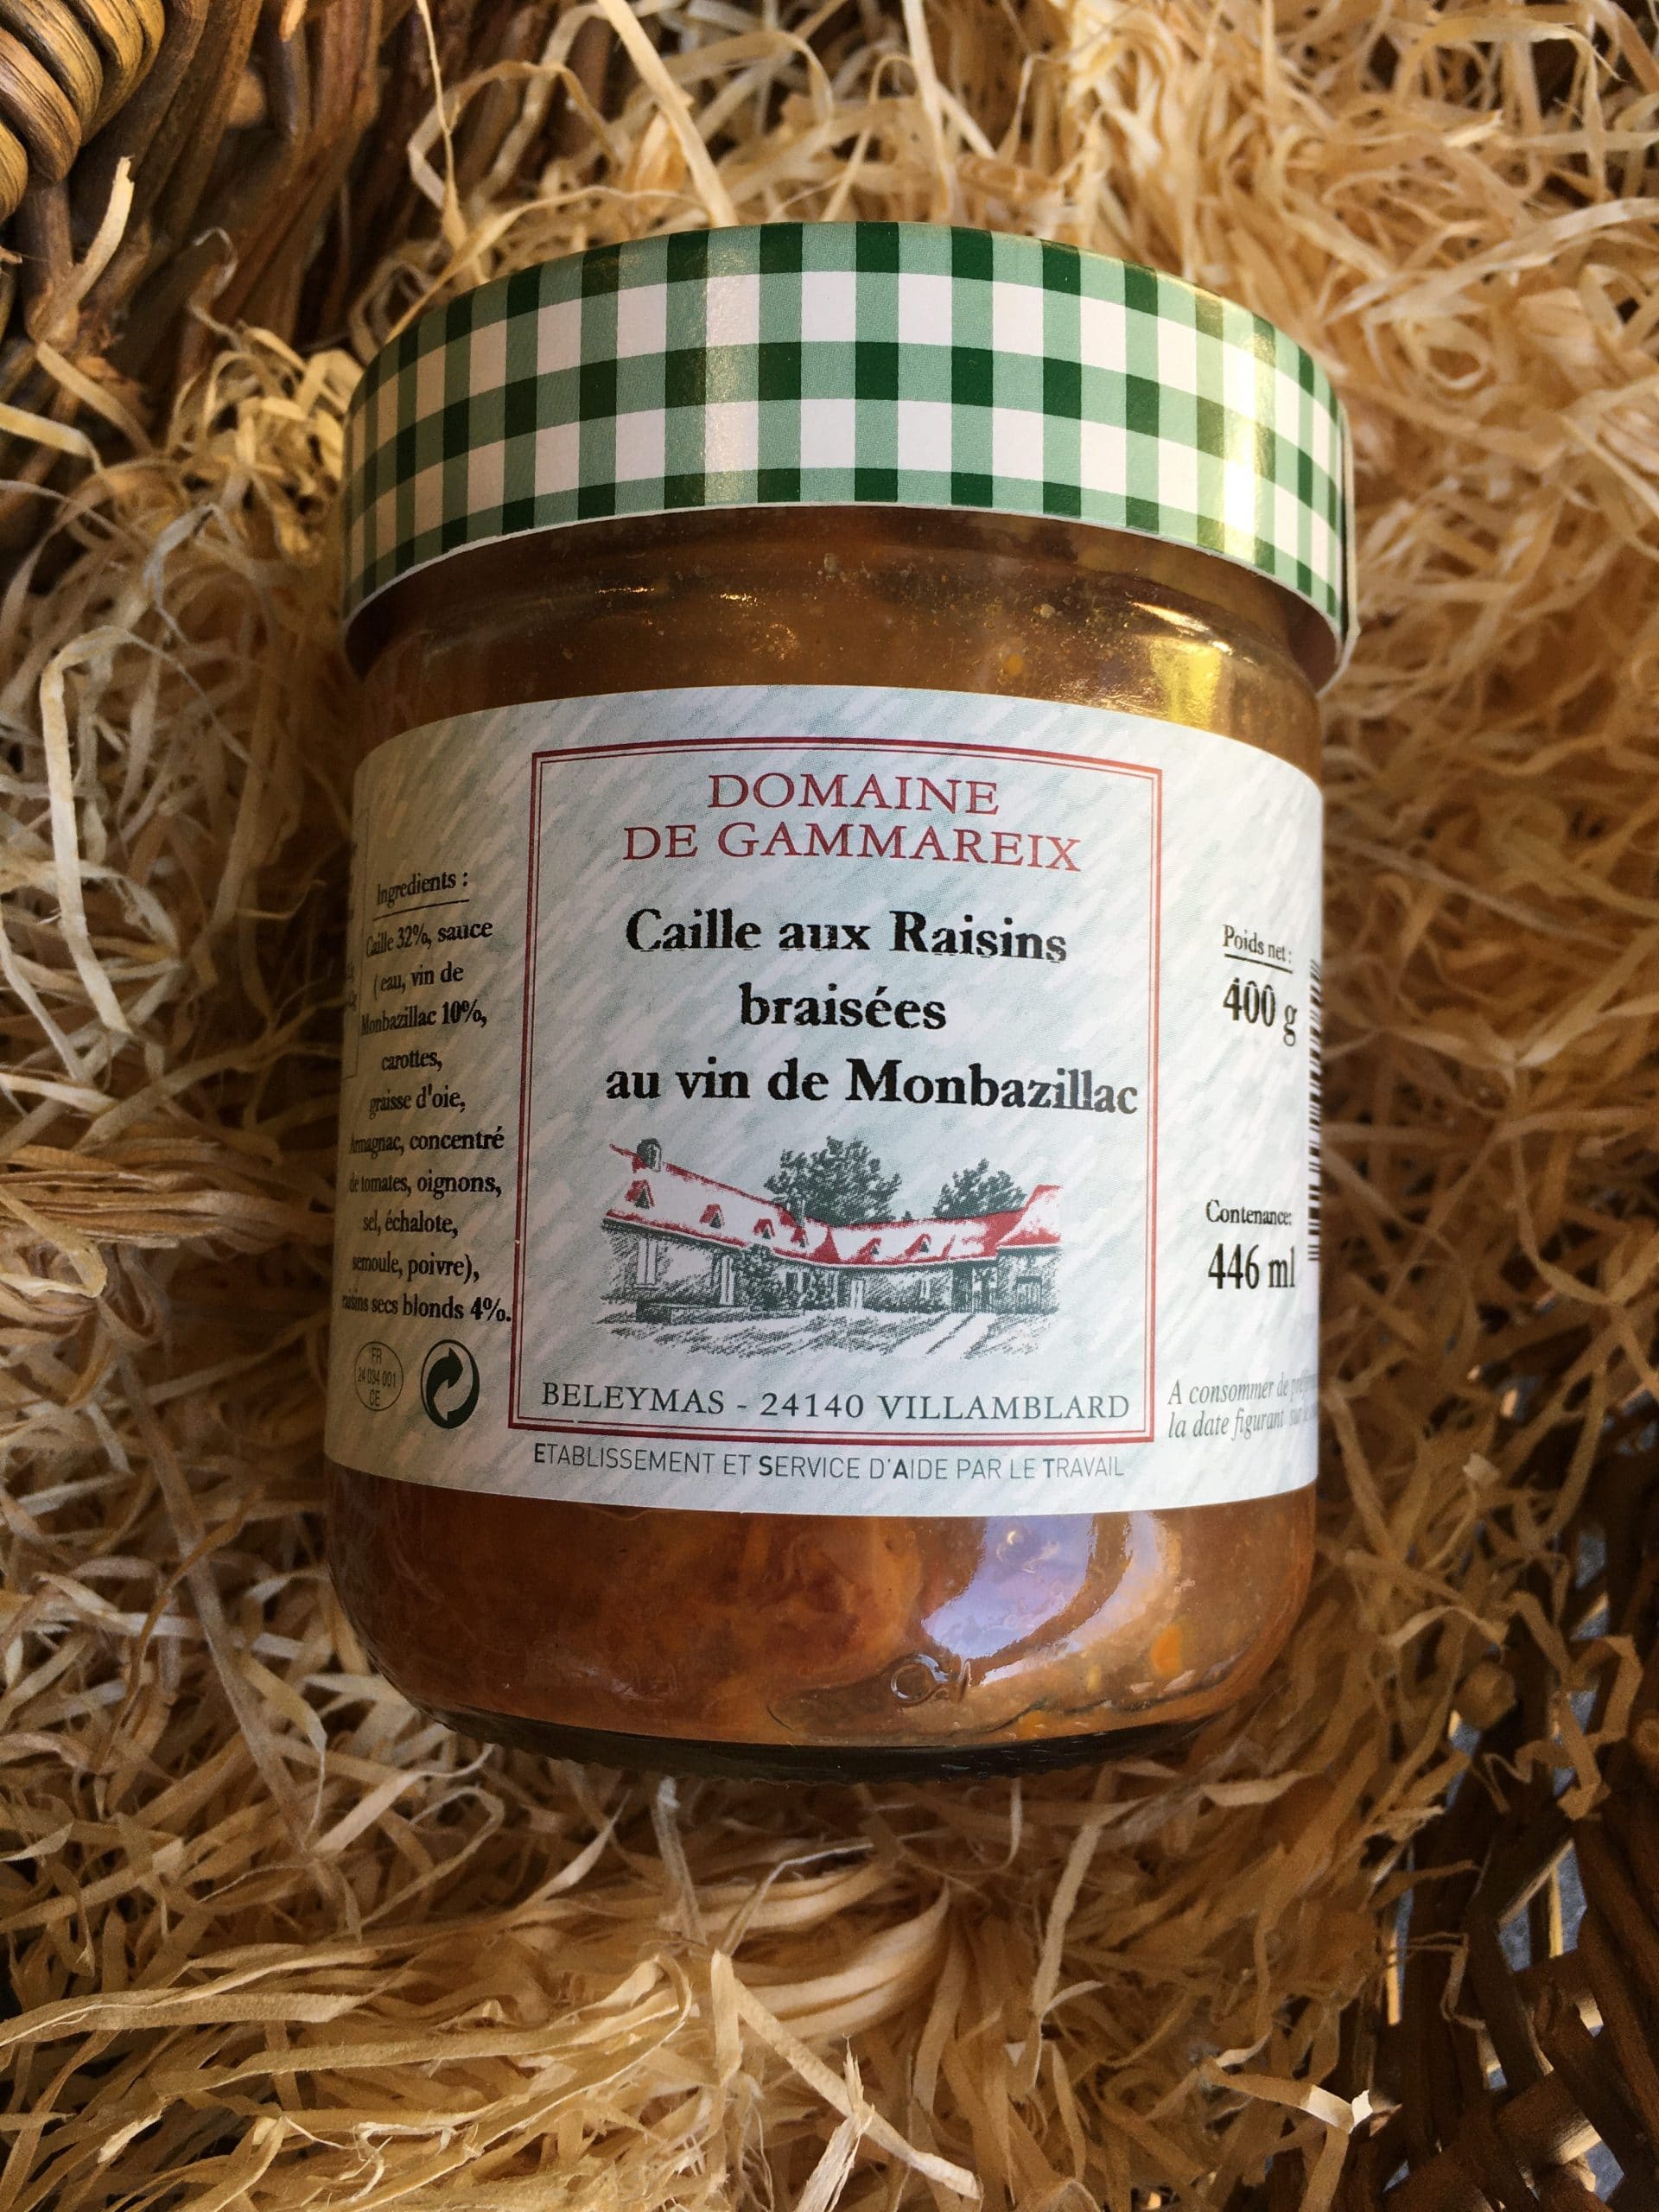 DOMAINE
DE GAMMAREIX
Caille aux Raisins
braisées
au vin de Monbazillac
BELEYMAS - 24140 VILLAMBLARD
ETABLISSEMENT ET SERVICE D'AIDE PAR LE TRAVAIL
Ingredients :
Caille 32%, sauce
( eau, vin de
Monbazillac 10%,
carottes,
graisse d'oie,
Armagnac, concentré
de tomates, oignons,
sel, échalote,
semoule, poivre),
raisins secs blonds 4%.
FR
24 034 001
CE
Poids net :
400 g
Contenance:
446 ml
A consommer de
la date figurant